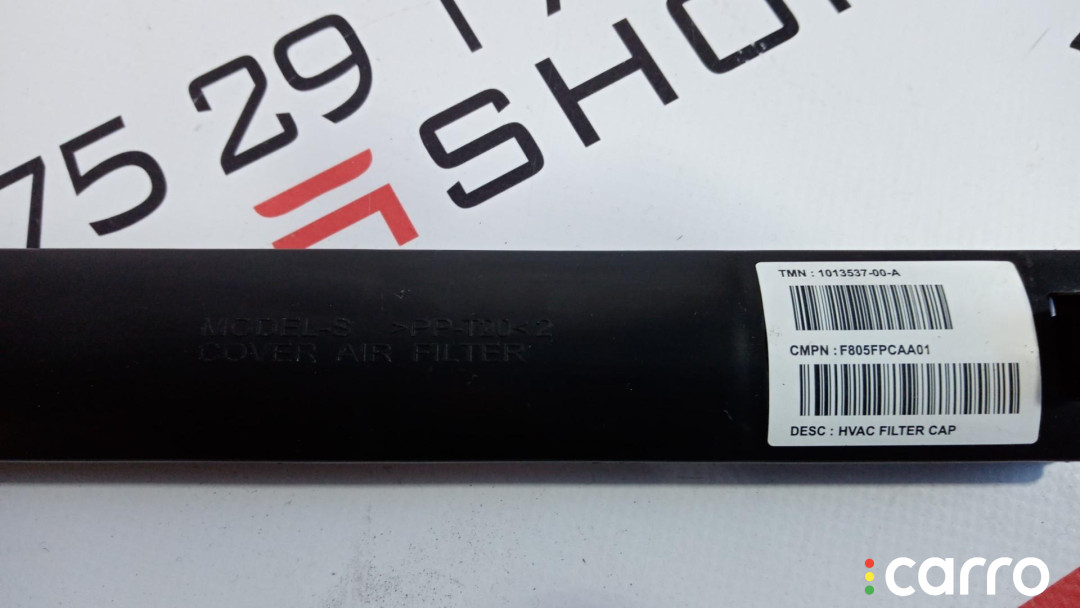 75 29
SHO
MODEL-S >PP-T20<2
COVER AIR FILTER
TMN : 1013537-00-A
CMPN : F805FPCAA01
DESC : HVAC FILTER CAP
carro